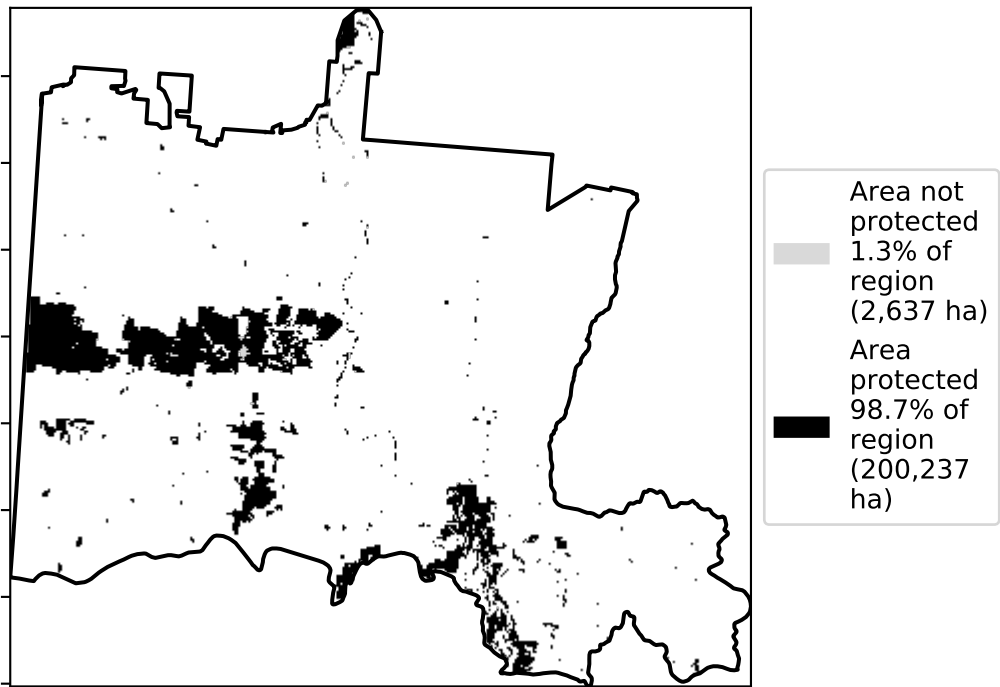 Area not
protected
1.3% of
region
(2,637 ha)
Area
protected
98.7% of
region
(200,237
ha)